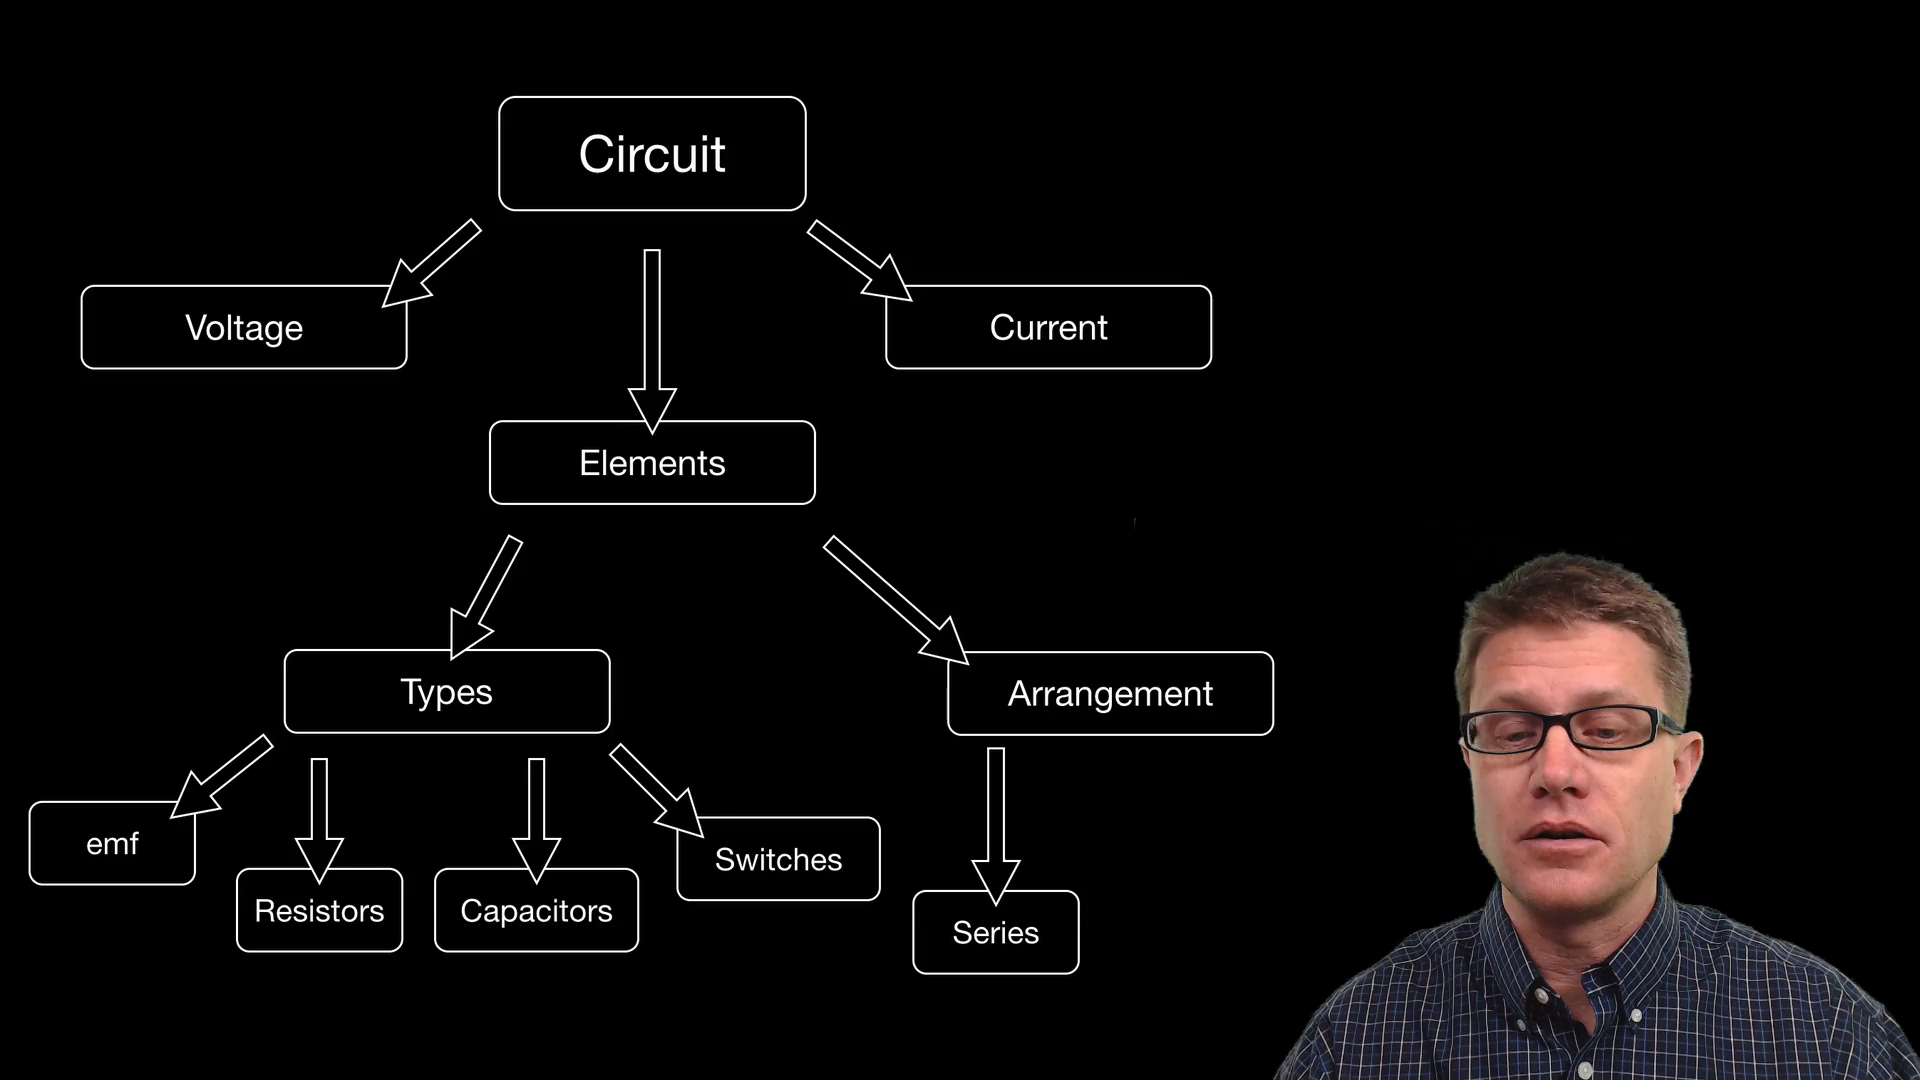 Circuit
Voltage
Current
Elements
Types
Arrangement
emf
Resistors
Capacitors
Switches
Series